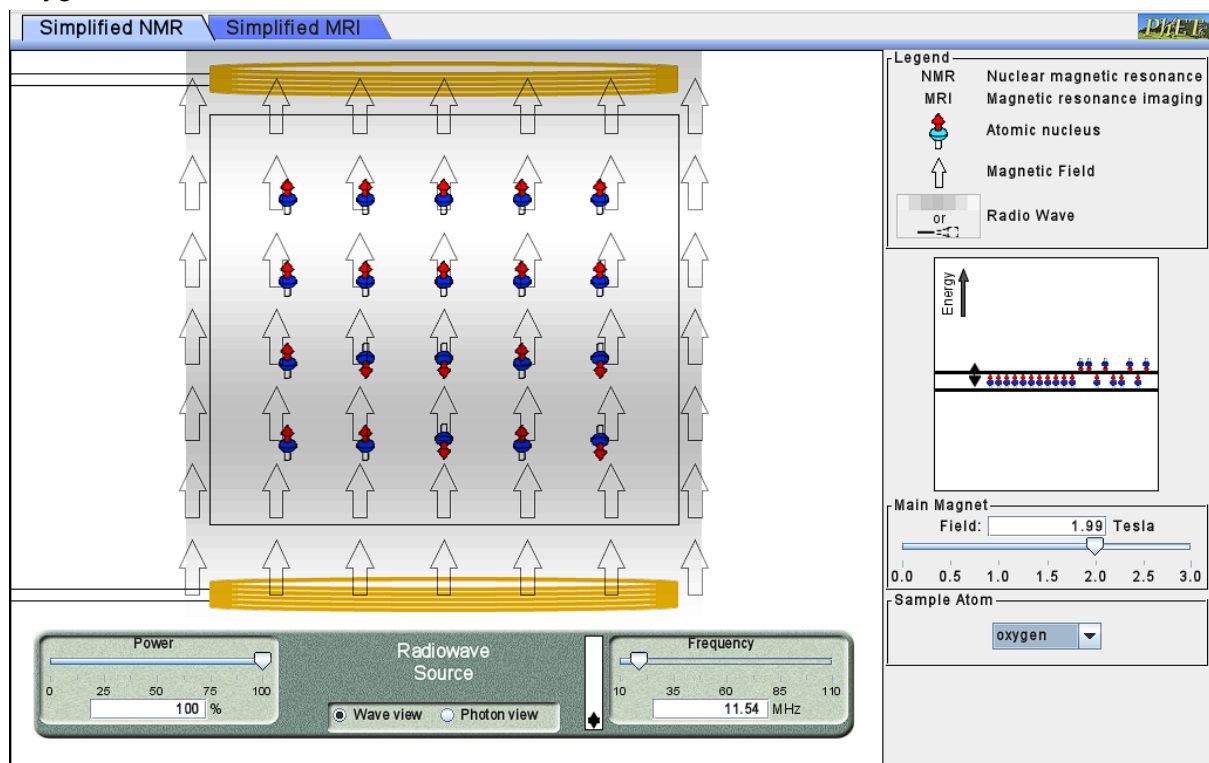 Simplified NMR Simplified MRI PhET
Legend
NMR Nuclear magnetic resonance
MRI Magnetic resonance imaging
Atomic nucleus
Magnetic Field
or Radio Wave
Energy
Main Magnet
Field: 1.99 Tesla
0.0 0.5 1.0 1.5 2.0 2.5 3.0
Sample Atom
oxygen
Power
0 25 50 75 100
100 %
Radiowave
Source
Wave view Photon view
Frequency
10 35 60 85 110
11.54 MHz